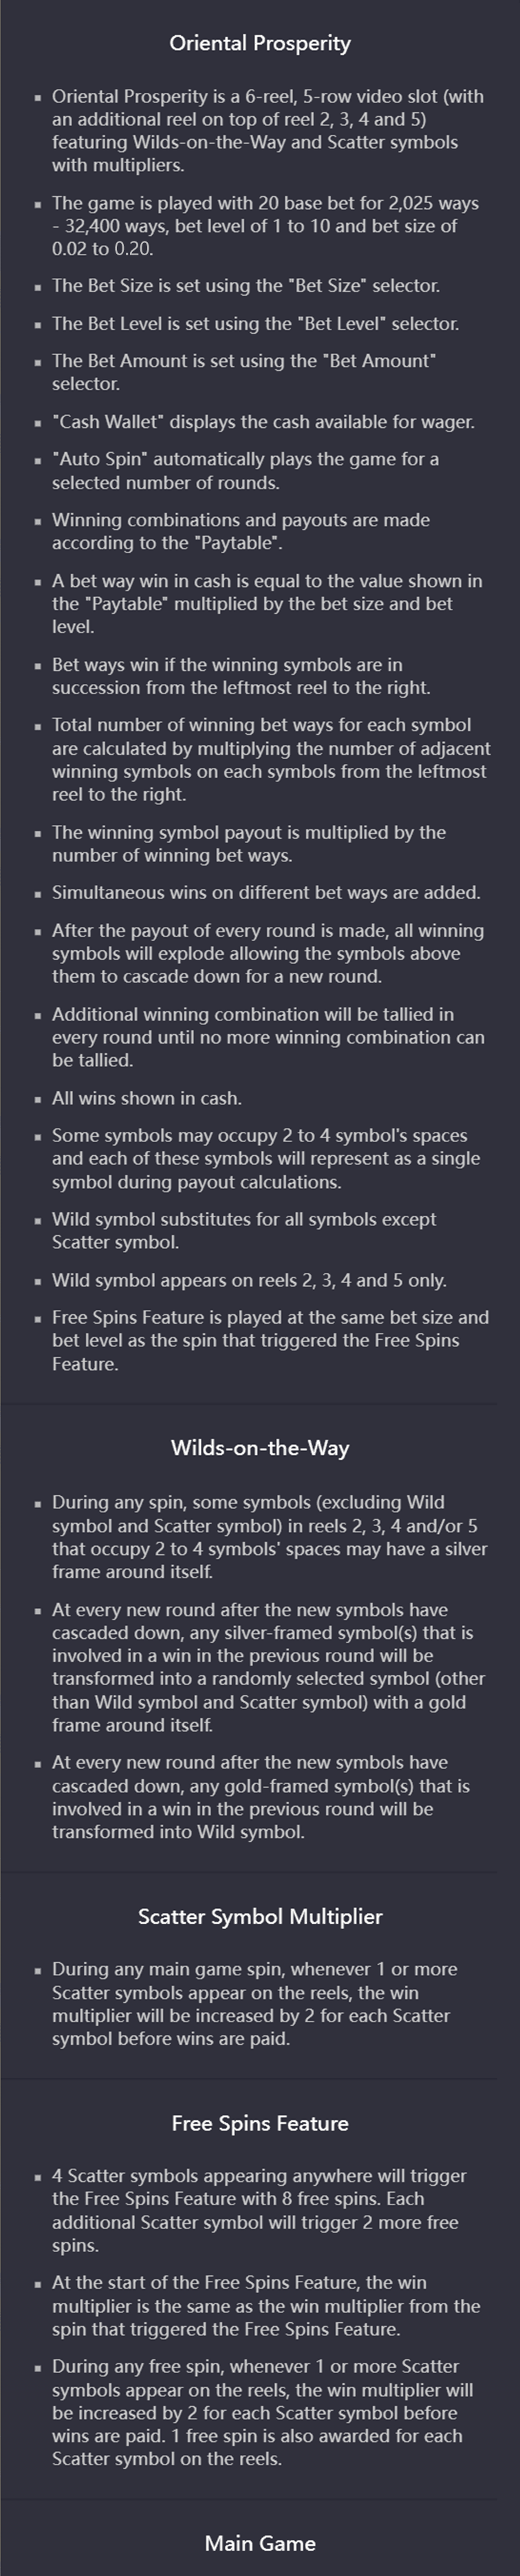 Oriental Prosperity
▪ Oriental Prosperity is a 6-reel, 5-row video slot (with
an additional reel on top of reel 2, 3, 4 and 5)
featuring Wilds-on-the-Way and Scatter symbols
with multipliers.
▪ The game is played with 20 base bet for 2,025 ways
- 32,400 ways, bet level of 1 to 10 and bet size of
0.02 to 0.20.
▪ The Bet Size is set using the "Bet Size" selector.
▪ The Bet Level is set using the "Bet Level" selector.
▪ The Bet Amount is set using the "Bet Amount"
selector.
▪ "Cash Wallet" displays the cash available for wager.
▪ "Auto Spin" automatically plays the game for a
selected number of rounds.
▪ Winning combinations and payouts are made
according to the "Paytable".
▪ A bet way win in cash is equal to the value shown in
the "Paytable" multiplied by the bet size and bet
level.
▪ Bet ways win if the winning symbols are in
succession from the leftmost reel to the right.
▪ Total number of winning bet ways for each symbol
are calculated by multiplying the number of adjacent
winning symbols on each symbols from the leftmost
reel to the right.
▪ The winning symbol payout is multiplied by the
number of winning bet ways.
▪ Simultaneous wins on different bet ways are added.
▪ After the payout of every round is made, all winning
symbols will explode allowing the symbols above
them to cascade down for a new round.
▪ Additional winning combination will be tallied in
every round until no more winning combination can
be tallied.
▪ All wins shown in cash.
▪ Some symbols may occupy 2 to 4 symbol's spaces
and each of these symbols will represent as a single
symbol during payout calculations.
▪ Wild symbol substitutes for all symbols except
Scatter symbol.
▪ Wild symbol appears on reels 2, 3, 4 and 5 only.
▪ Free Spins Feature is played at the same bet size and
bet level as the spin that triggered the Free Spins
Feature.
Wilds-on-the-Way
▪ During any spin, some symbols (excluding Wild
symbol and Scatter symbol) in reels 2, 3, 4 and/or 5
that occupy 2 to 4 symbols' spaces may have a silver
frame around itself.
▪ At every new round after the new symbols have
cascaded down, any silver-framed symbol(s) that is
involved in a win in the previous round will be
transformed into a randomly selected symbol (other
than Wild symbol and Scatter symbol) with a gold
frame around itself.
▪ At every new round after the new symbols have
cascaded down, any gold-framed symbol(s) that is
involved in a win in the previous round will be
transformed into Wild symbol.
Scatter Symbol Multiplier
▪ During any main game spin, whenever 1 or more
Scatter symbols appear on the reels, the win
multiplier will be increased by 2 for each Scatter
symbol before wins are paid.
Free Spins Feature
▪ 4 Scatter symbols appearing anywhere will trigger
the Free Spins Feature with 8 free spins. Each
additional Scatter symbol will trigger 2 more free
spins.
▪ At the start of the Free Spins Feature, the win
multiplier is the same as the win multiplier from the
spin that triggered the Free Spins Feature.
▪ During any free spin, whenever 1 or more Scatter
symbols appear on the reels, the win multiplier will
be increased by 2 for each Scatter symbol before
wins are paid. 1 free spin is also awarded for each
Scatter symbol on the reels.
Main Game